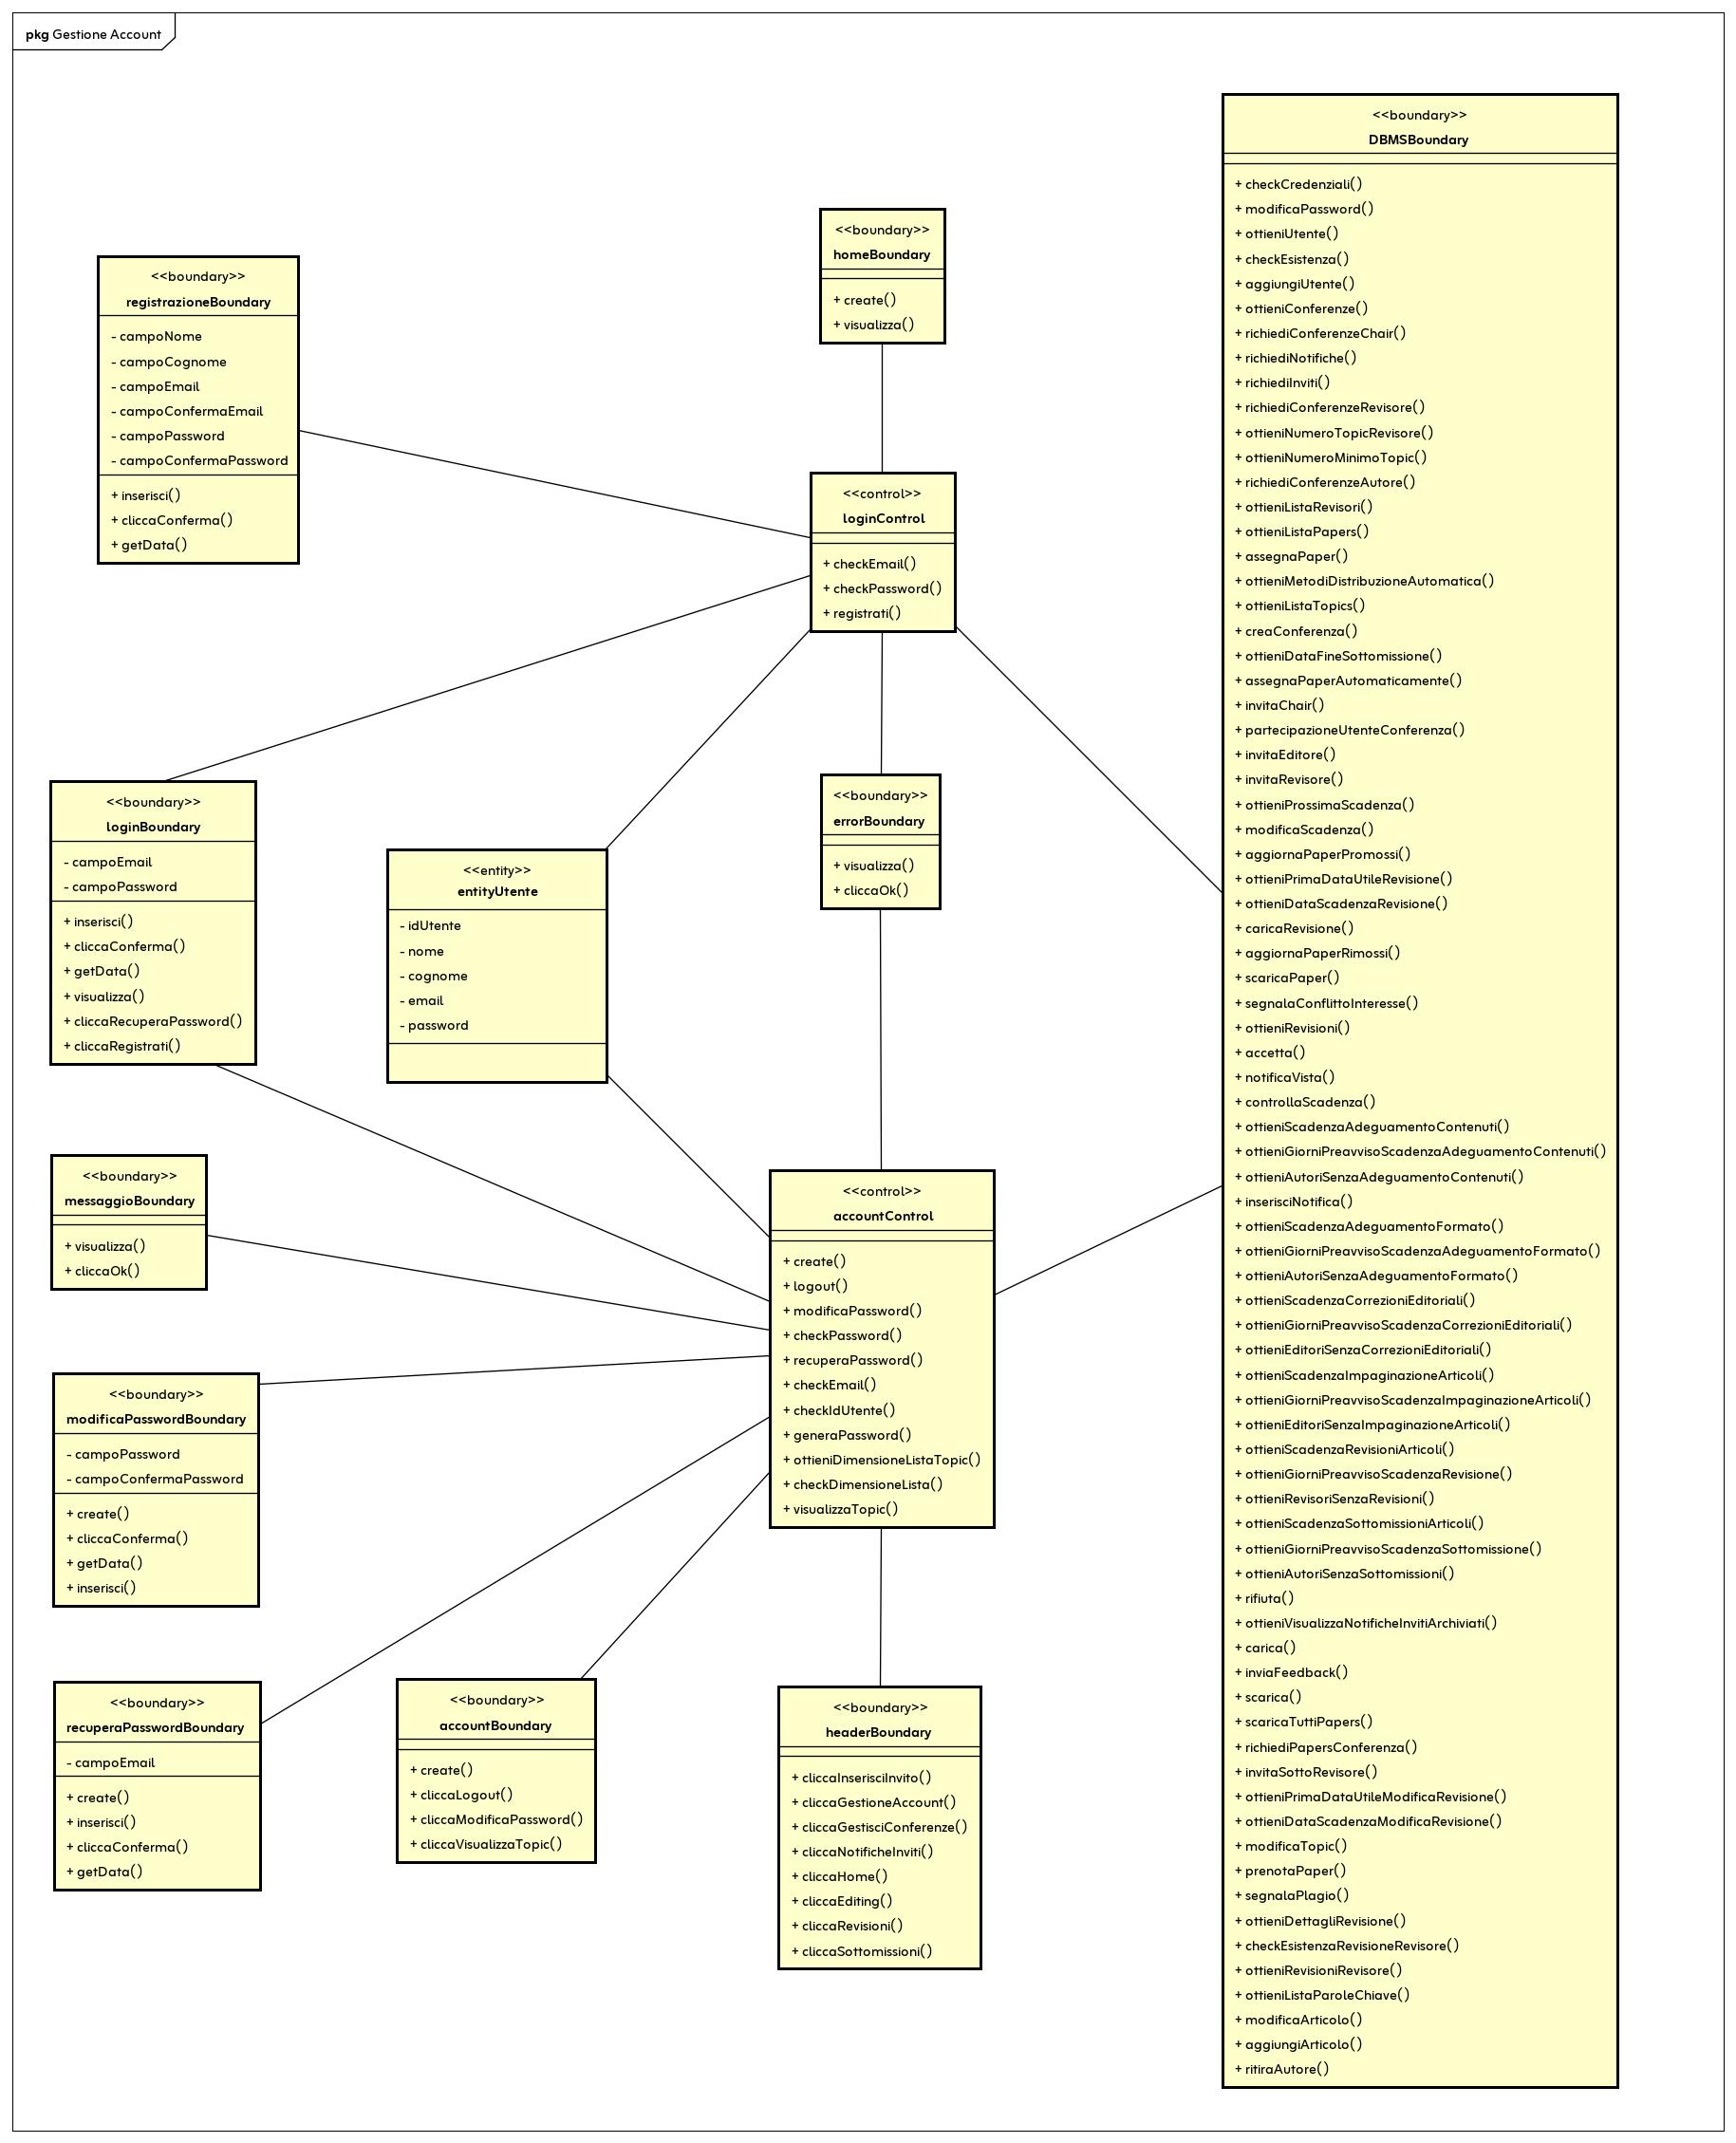 pkg Gestione Account
<<boundary>>
registrazioneBoundary
- campoNome
- campoCognome
- campoEmail
- campoConfermaEmail
- campoPassword
- campoConfermaPassword
+ inserisci()
+ cliccaConferma()
+ getData()
<<boundary>>
homeBoundary
+ create()
+ visualizza()
<<control>>
loginControl
+ checkEmail()
+ checkPassword()
+ registrati()
<<boundary>>
loginBoundary
- campoEmail
- campoPassword
+ inserisci()
+ cliccaConferma()
+ getData()
+ visualizza()
+ cliccaRecuperaPassword()
+ cliccaRegistrati()
<<entity>>
entityUtente
- idUtente
- nome
- cognome
- email
- password
<<boundary>>
errorBoundary
+ visualizza()
+ cliccaOk()
<<boundary>>
messaggioBoundary
+ visualizza()
+ cliccaOk()
<<control>>
accountControl
+ create()
+ logout()
+ modificaPassword()
+ checkPassword()
+ recuperaPassword()
+ checkEmail()
+ checkIdUtente()
+ generaPassword()
+ ottieniDimensioneListaTopic()
+ checkDimensioneLista()
+ visualizzaTopic()
<<boundary>>
modificaPasswordBoundary
- campoPassword
- campoConfermaPassword
+ create()
+ cliccaConferma()
+ getData()
+ inserisci()
<<boundary>>
recuperaPasswordBoundary
- campoEmail
+ create()
+ inserisci()
+ cliccaConferma()
+ getData()
<<boundary>>
accountBoundary
+ create()
+ cliccaLogout()
+ cliccaModificaPassword()
+ cliccaVisualizzaTopic()
<<boundary>>
headerBoundary
+ cliccaInserisciInvito()
+ cliccaGestioneAccount()
+ cliccaGestisciConferenze()
+ cliccaNotificheInviti()
+ cliccaHome()
+ cliccaEditing()
+ cliccaRevisioni()
+ cliccaSottomissioni()
<<boundary>>
DBMSBoundary
+ checkCredenziali()
+ modificaPassword()
+ ottieniUtente()
+ checkEsistenza()
+ aggiungiUtente()
+ ottieniConferenze()
+ richiediConferenzeChair()
+ richiediNotifiche()
+ richiediInviti()
+ richiediConferenzeRevisore()
+ ottieniNumeroTopicRevisore()
+ ottieniNumeroMinimoTopic()
+ richiediConferenzeAutore()
+ ottieniListaRevisori()
+ ottieniListaPapers()
+ assegnaPaper()
+ ottieniMetodiDistribuzioneAutomatica()
+ ottieniListaTopics()
+ creaConferenza()
+ ottieniDataFineSottomissione()
+ assegnaPaperAutomaticamente()
+ invitaChair()
+ partecipazioneUtenteConferenza()
+ invitaEditore()
+ invitaRevisore()
+ ottieniProssimaScadenza()
+ modificaScadenza()
+ aggiornaPaperPromossi()
+ ottieniPrimaDataUtileRevisione()
+ ottieniDataScadenzaRevisione()
+ caricaRevisione()
+ aggiornaPaperRimossi()
+ scaricaPaper()
+ segnalaConflittoInteresse()
+ ottieniRevisioni()
+ accetta()
+ notificaVista()
+ controllaScadenza()
+ ottieniScadenzaAdeguamentoContenuti()
+ ottieniGiorniPreavvisoScadenzaAdeguamentoContenuti()
+ ottieniAutoriSenzaAdeguamentoContenuti()
+ inserisciNotifica()
+ ottieniScadenzaAdeguamentoFormato()
+ ottieniGiorniPreavvisoScadenzaAdeguamentoFormato()
+ ottieniAutoriSenzaAdeguamentoFormato()
+ ottieniScadenzaCorrezioniEditoriali()
+ ottieniGiorniPreavvisoScadenzaCorrezioniEditoriali()
+ ottieniEditoriSenzaCorrezioniEditoriali()
+ ottieniScadenzaImpaginazioneArticoli()
+ ottieniGiorniPreavvisoScadenzaImpaginazioneArticoli()
+ ottieniEditoriSenzaImpaginazioneArticoli()
+ ottieniScadenzaRevisioniArticoli()
+ ottieniGiorniPreavvisoScadenzaRevisione()
+ ottieniRevisoriSenzaRevisioni()
+ ottieniScadenzaSottomissioniArticoli()
+ ottieniGiorniPreavvisoScadenzaSottomissione()
+ ottieniAutoriSenzaSottomissioni()
+ rifiuta()
+ ottieniVisualizzaNotificheInvitiArchiviati()
+ carica()
+ inviaFeedback()
+ scarica()
+ scaricaTuttiPapers()
+ richiediPapersConferenza()
+ invitaSottoRevisore()
+ ottieniPrimaDataUtileModificaRevisione()
+ ottieniDataScadenzaModificaRevisione()
+ modificaTopic()
+ prenotaPaper()
+ segnalaPlagio()
+ ottieniDettagliRevisione()
+ checkEsistenzaRevisioneRevisore()
+ ottieniRevisioniRevisore()
+ ottieniListaParoleChiave()
+ modificaArticolo()
+ aggiungiArticolo()
+ ritiraAutore()